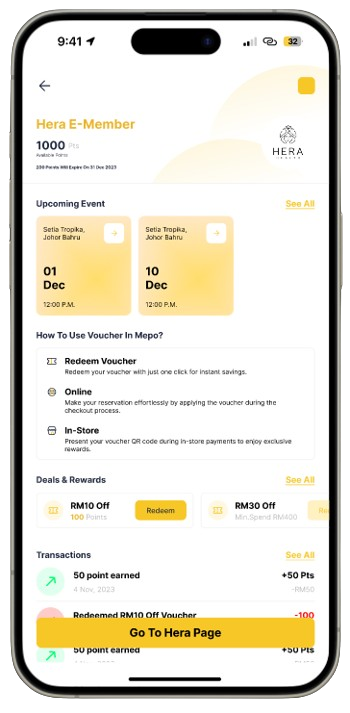 9:41
32
Hera E-Member
1000 Pts
Available Points
250 Points Will Expire On 31 Dec 2023
HERA
Upcoming Event
See All
Setia Tropika,
Johor Bahru
01
Dec
12:00 P.M.
Setia Tropika,
Johor Bahru
10
Dec
12:00 P.M.
How To Use Voucher In Mepo?
Redeem Voucher
Redeem your voucher with just one click for instant savings.
Online
Make your reservation effortlessly by applying the voucher during the
checkout process.
In-Store
Present your voucher QR code during in-store payments to enjoy exclusive
rewards.
Deals & Rewards
See All
RM10 Off
100 Points
Redeem
RM30 Off
Min.Spend RM400
Transactions
See All
50 point earned
+50 Pts
4 Nov, 2023
-RM50
Redeemed RM10 Off Voucher
-100
Go To Hera Page
50 point earned
+50 Pts